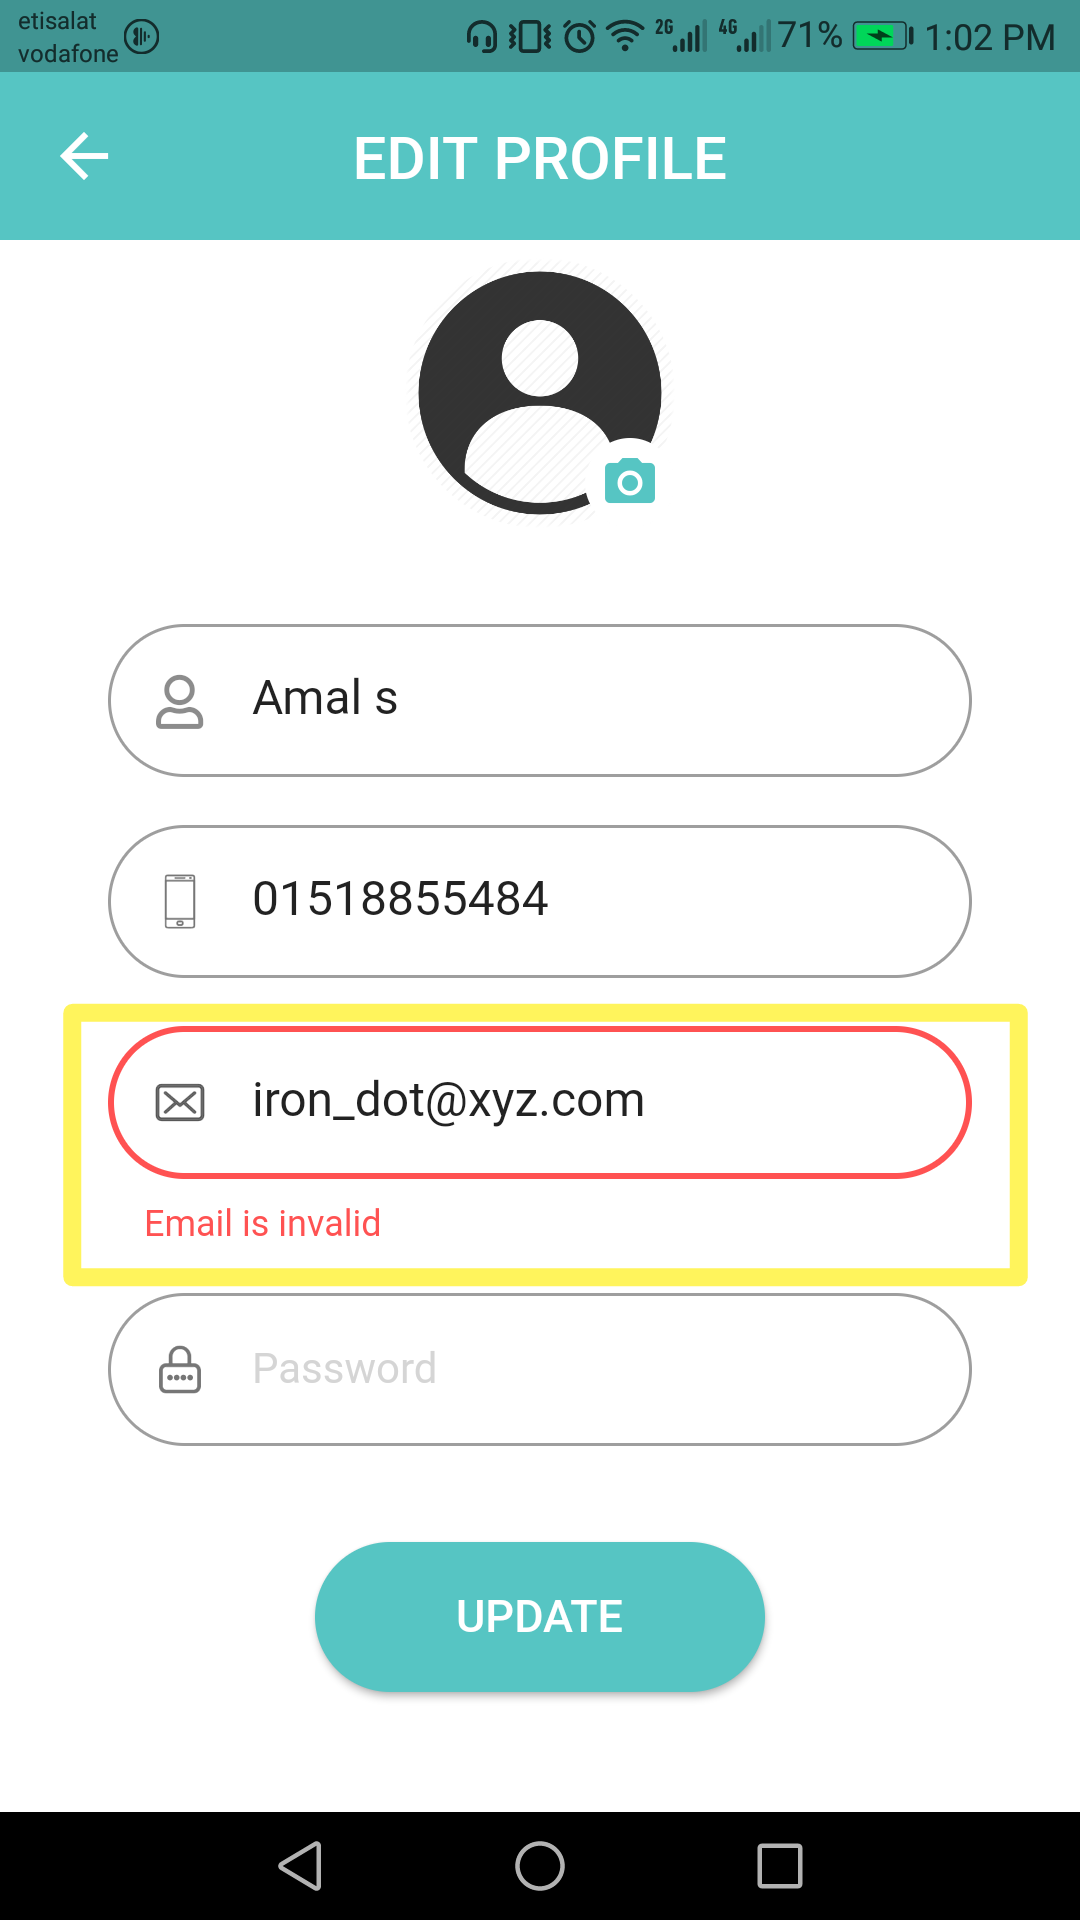 etisalat
vodafone
2G 4G 71% 1:02 PM
EDIT PROFILE
Amal s
01518855484
iron_dot@xyz.com
Email is invalid
Password
UPDATE